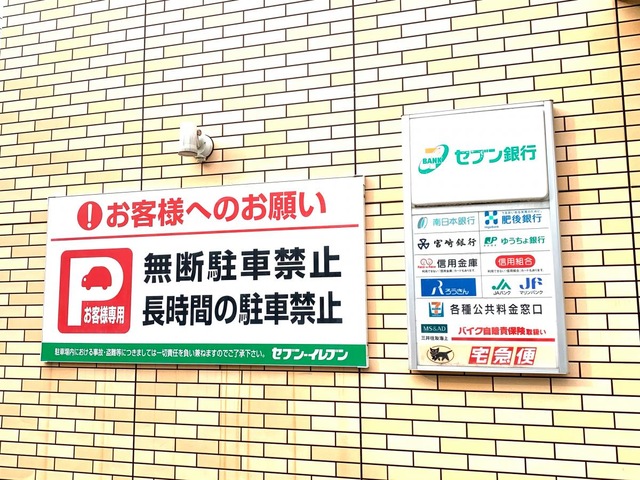 お客様へのお願い
P
お客様専用
無断駐車禁止
長時間の駐車禁止
駐車場内における事故・盗難等につきましては一切責任を負い兼ねますのでご了承下さい。
セブン-イレブン
7
BANK
セブン銀行
南日本銀行
肥後銀行
宮崎銀行
ゆうちょ銀行
信用金庫
信用組合
ろうきん
JAバンク
JF
マリンバンク
各種公共料金窓口
MS&AD
三井住友海上
バイク自賠責保険取扱い
宅急便